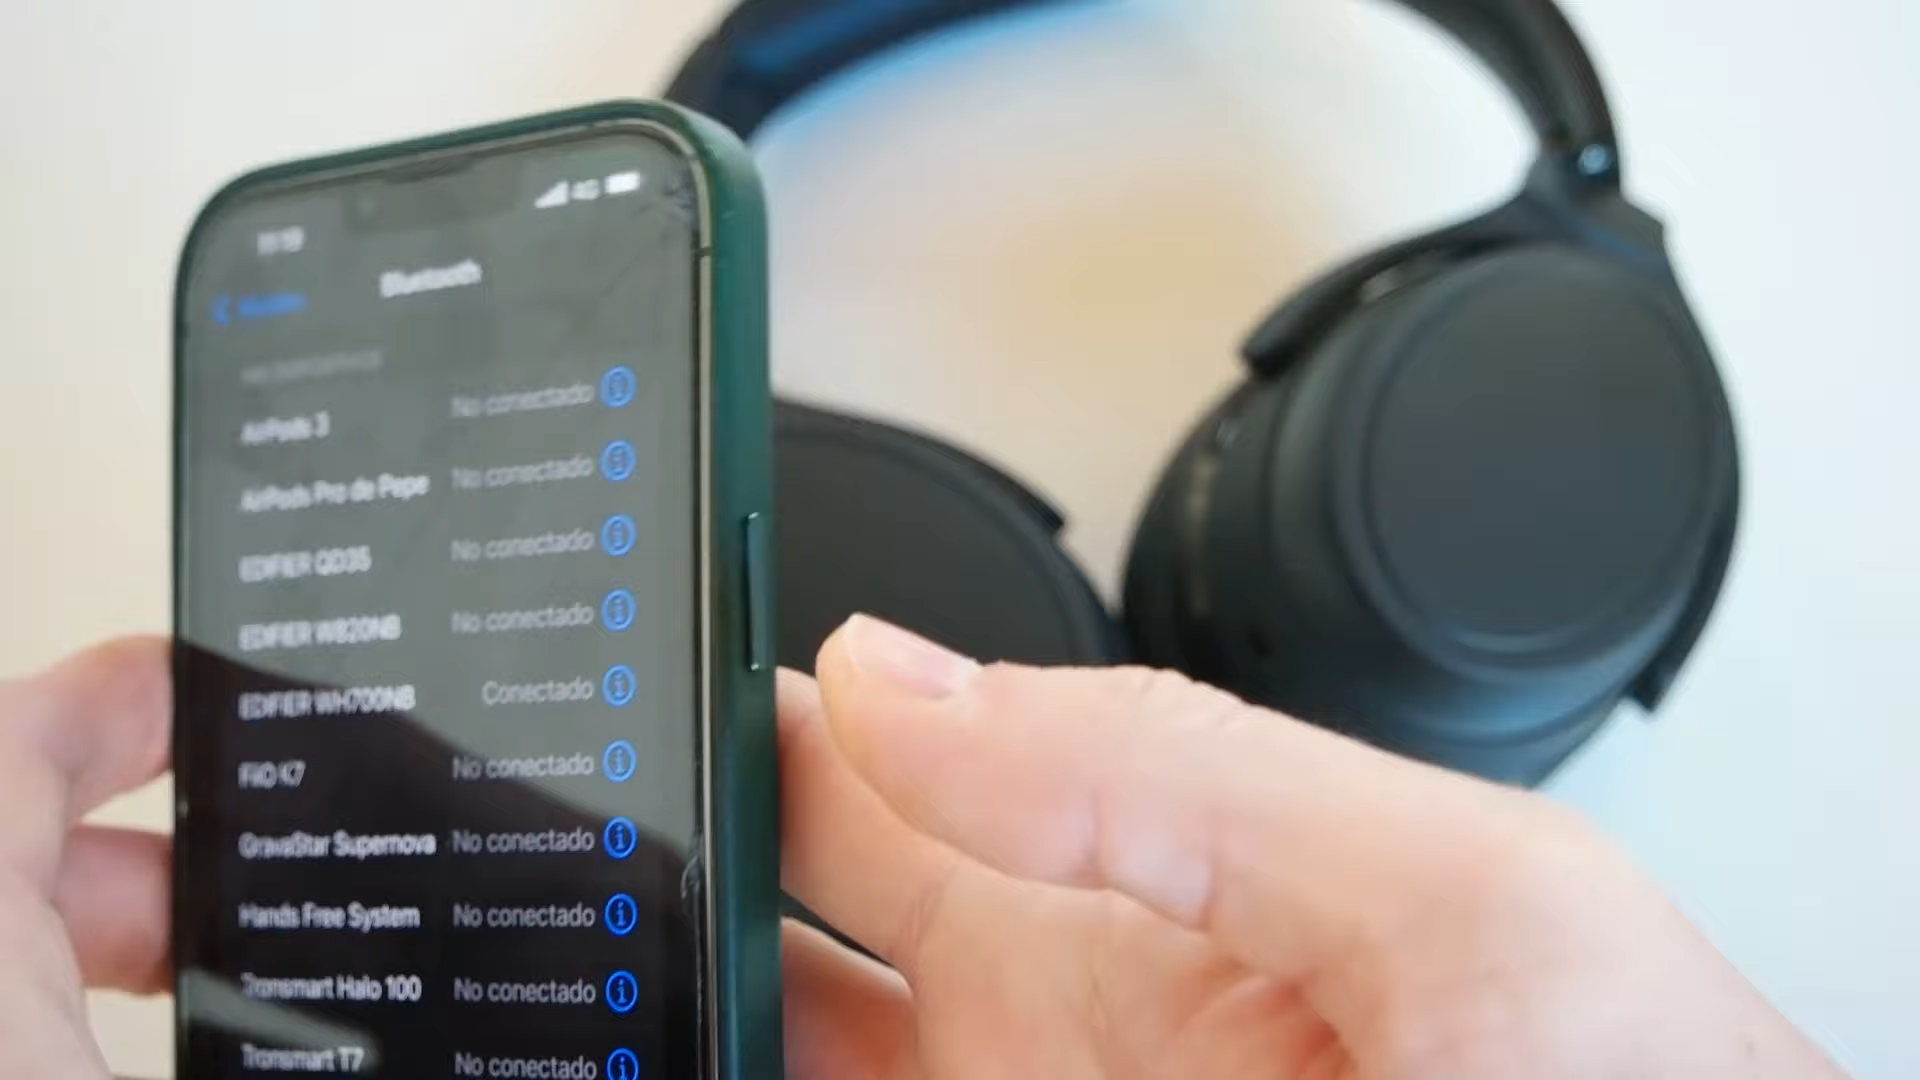 4G
Bluetooth
AirPods 3 No conectado
AirPods Pro de Pepe No conectado
EDIFIER QD35 No conectado
EDIFIER W820NB No conectado
EDIFIER WH700NB Conectado
FiiO K7 No conectado
GravaStar Supernova No conectado
Hands Free System No conectado
Tronsmart Halo 100 No conectado
Tronsmart T7 No conectado